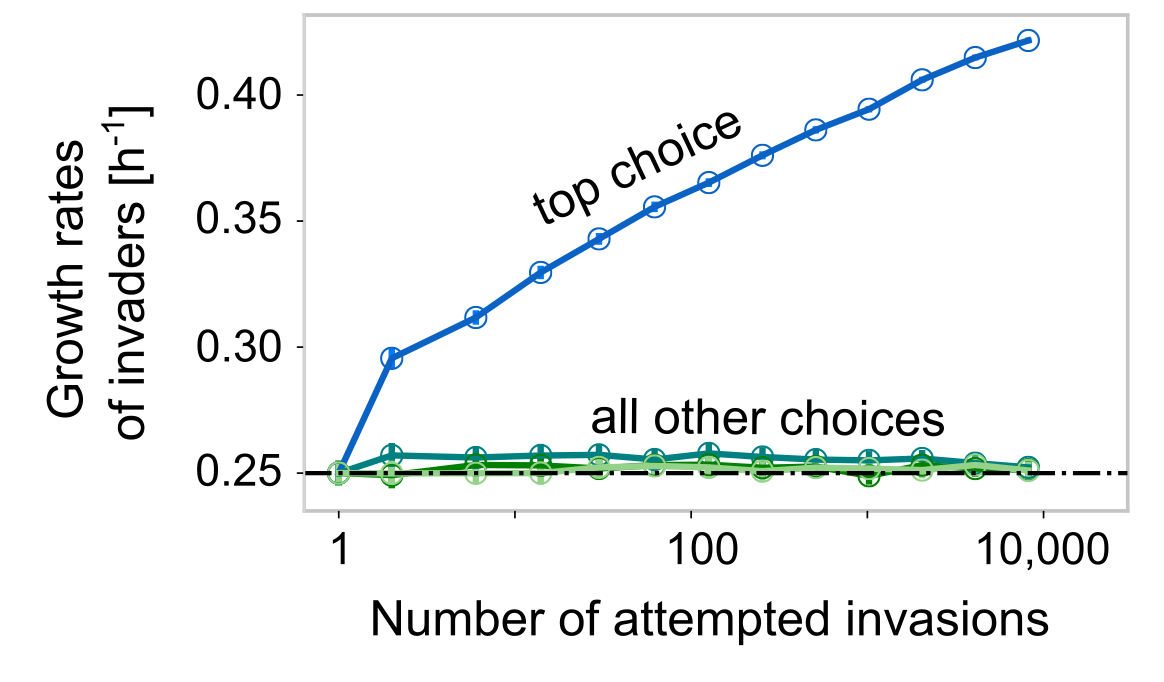 0.40
0.35
0.30
0.25
Growth rates
of invaders [h⁻¹]
top choice
all other choices
1
100
10,000
Number of attempted invasions